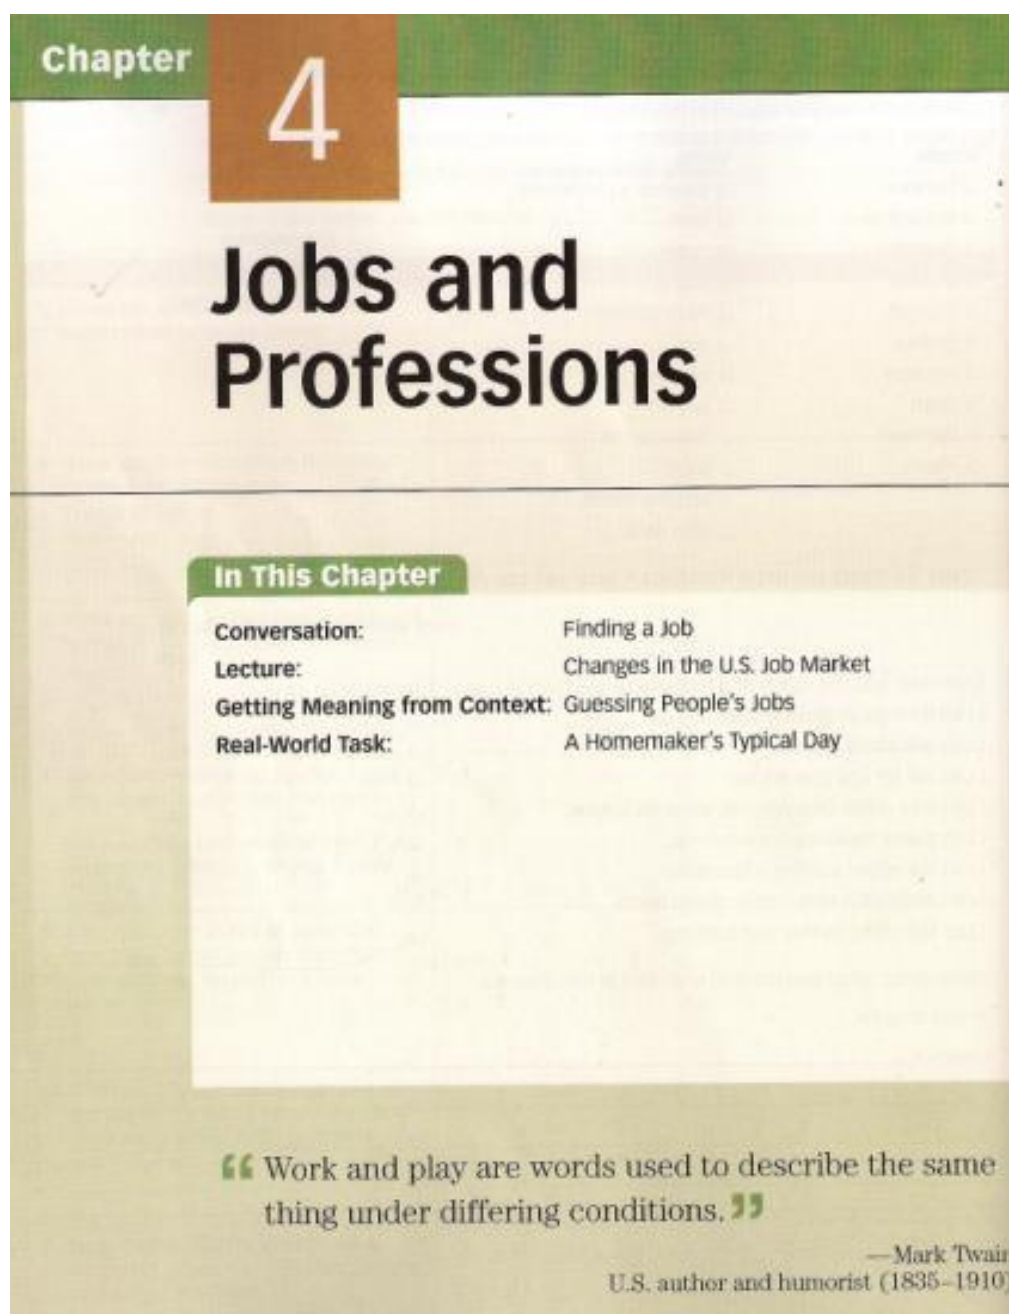 Chapter
4
Jobs and
Professions
In This Chapter
Conversation: Finding a Job
Lecture: Changes in the U.S. Job Market
Getting Meaning from Context: Guessing People's Jobs
Real-World Task: A Homemaker's Typical Day
“Work and play are words used to describe the same
thing under differing conditions.”
—Mark Twain
U.S. author and humorist (1835–1910)